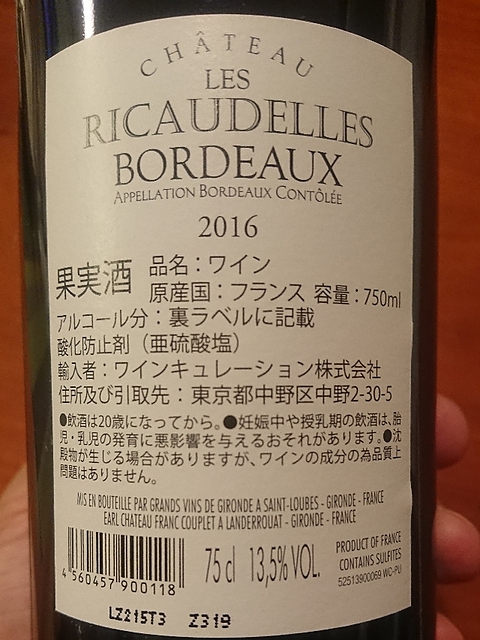 CHÂTEAU
LES
RICAUDELLES
BORDEAUX
APPELLATION BORDEAUX CONTÔLÉE
2016
果実酒 品名：ワイン
原産国：フランス 容量：750ml
アルコール分：裏ラベルに記載
酸化防止剤（亜硫酸塩）
輸入者：ワインキュレーション株式会社
住所及び引取先：東京都中野区中野2-30-5
●飲酒は20歳になってから。●妊娠中や授乳期の飲酒は、胎
児・乳児の発育に悪影響を与えるおそれがあります。●沈
殿物が生じる場合がありますが、ワインの成分の為品質上
問題はありません。
MIS EN BOUTEILLE PAR GRANDS VINS DE GIRONDE A SAINT-LOUBES - GIRONDE - FRANCE
EARL CHATEAU FRANC COUPLET A LANDERROUAT - GIRONDE - FRANCE
4 560457 900118
75 cl 13,5% VOL.
PRODUCT OF FRANCE
CONTAINS SULFITES
52513900069 WC-PU
LZ215T3 Z319